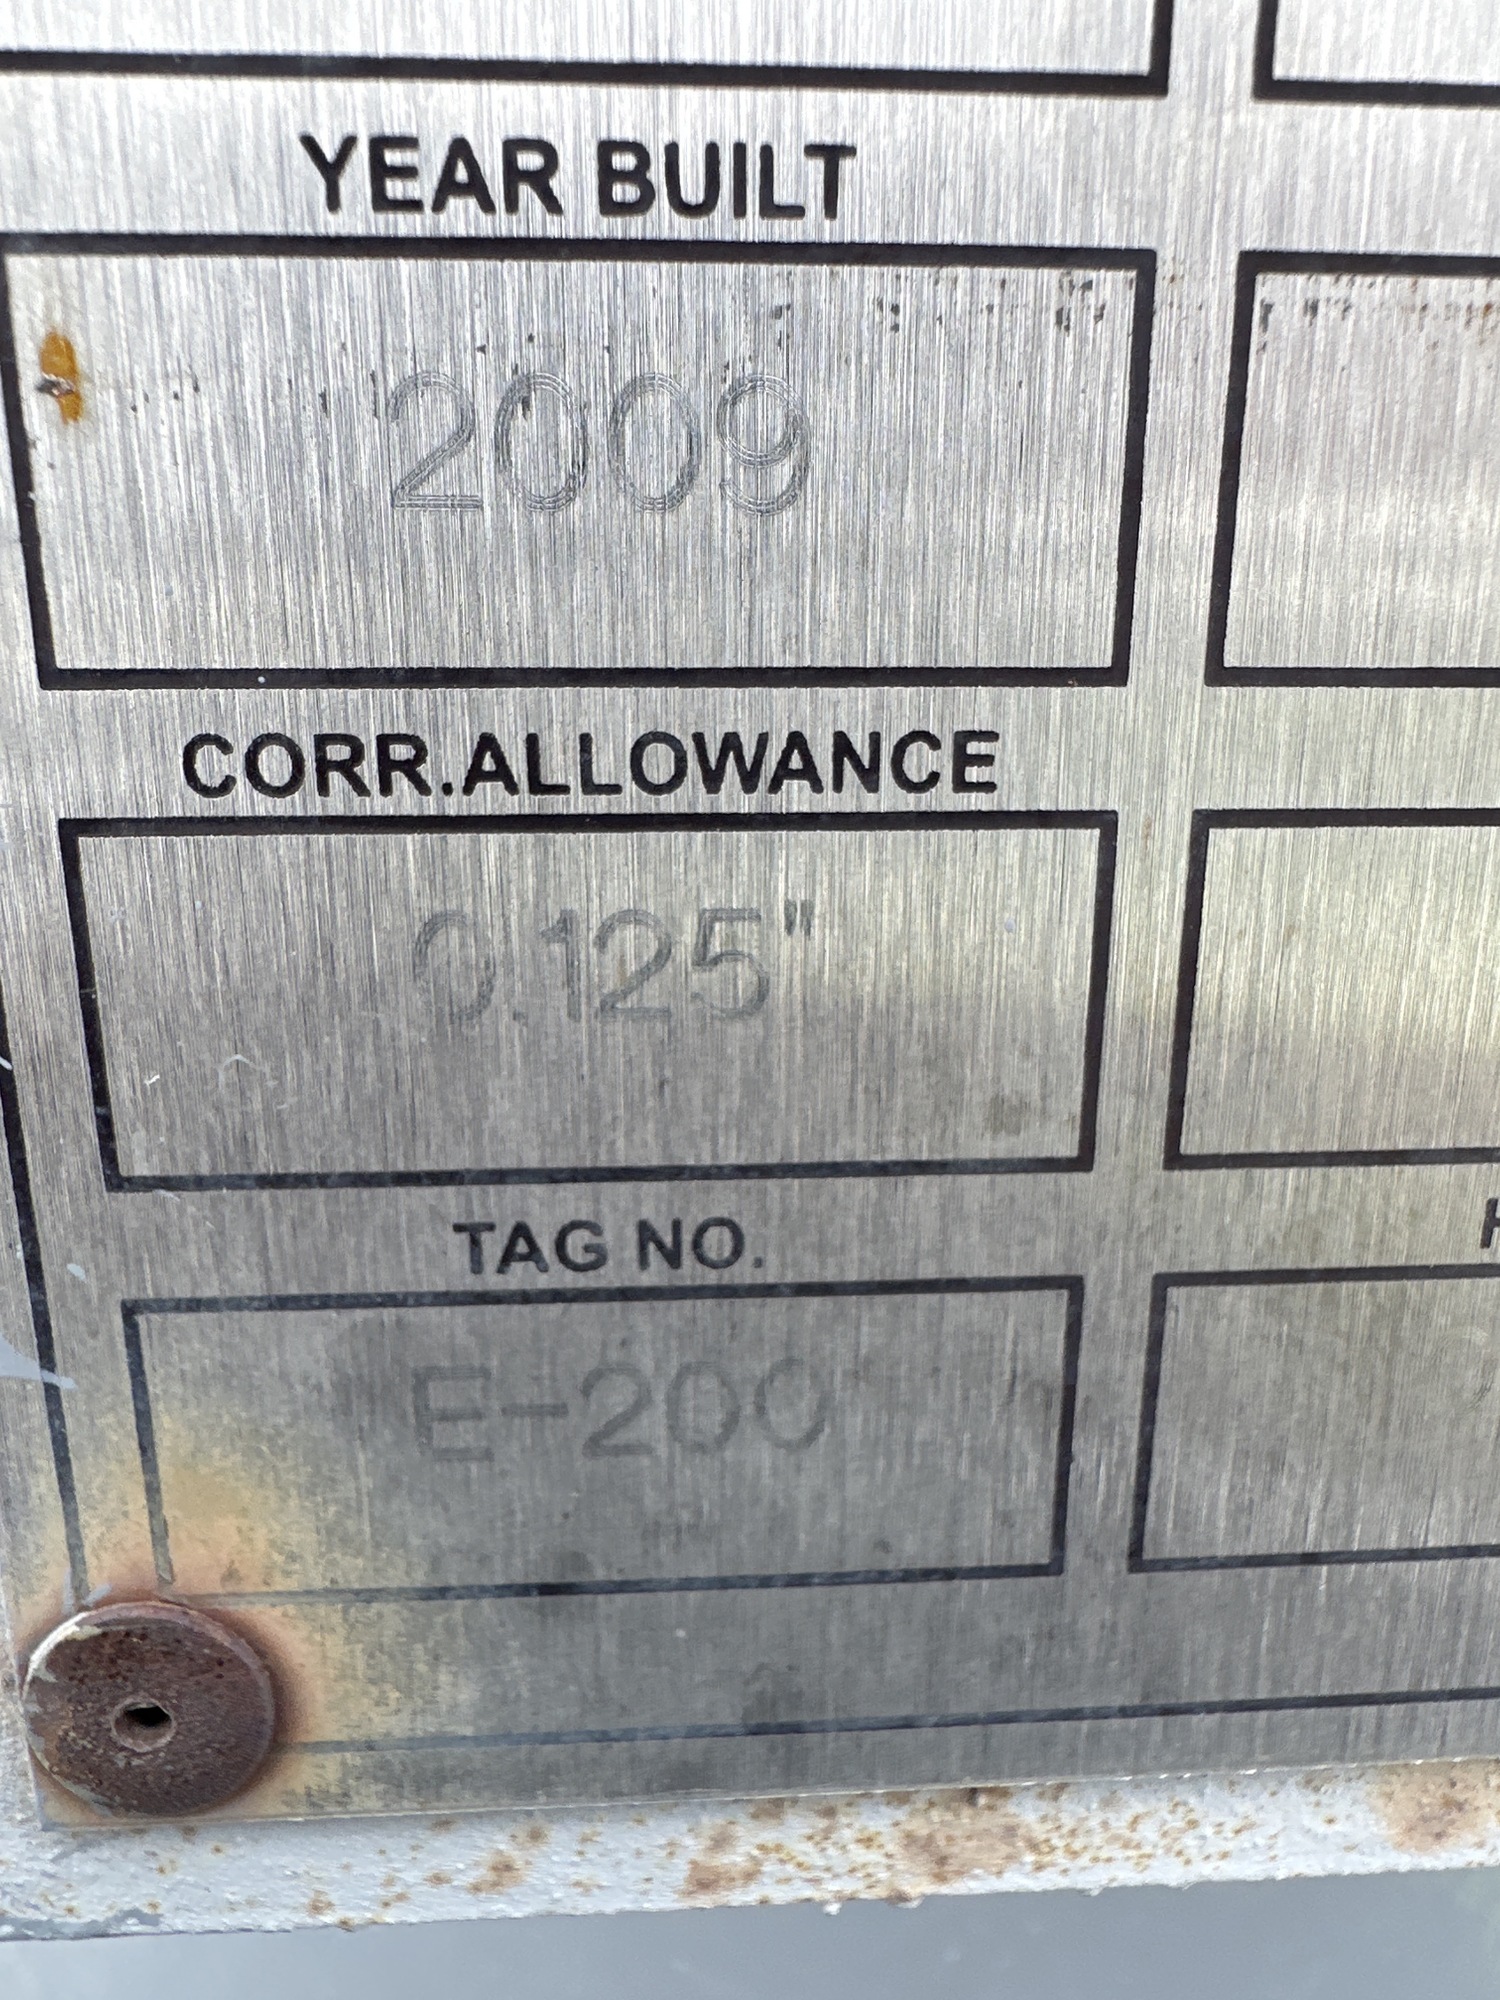 YEAR BUILT
2009
CORR.ALLOWANCE
0.125"
TAG NO.
E-200